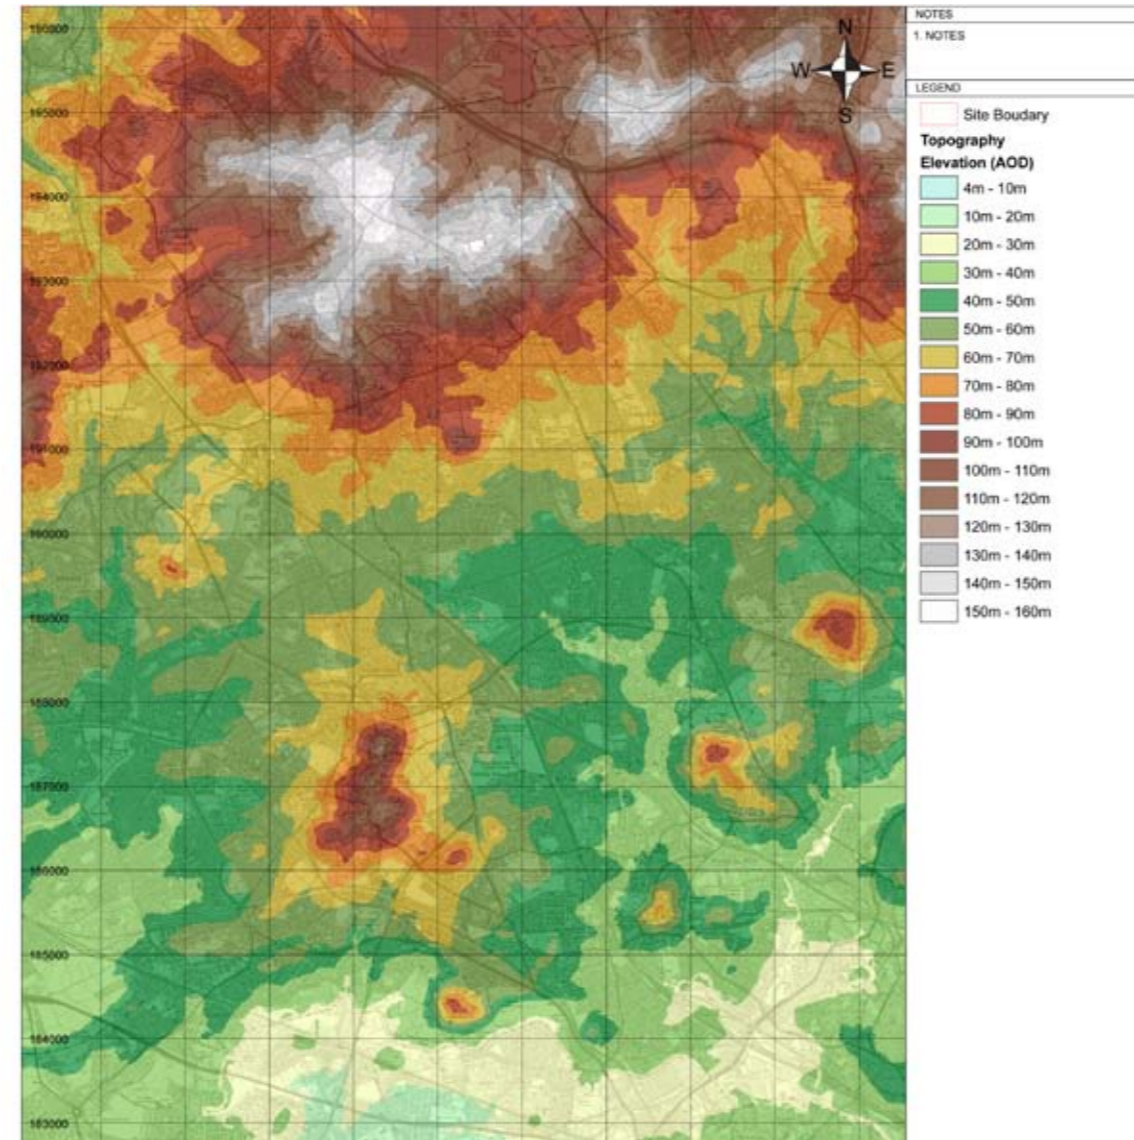 NOTES
1. NOTES
N
W E
S
LEGEND
Site Boudary
Topography
Elevation (AOD)
4m - 10m
10m - 20m
20m - 30m
30m - 40m
40m - 50m
50m - 60m
60m - 70m
70m - 80m
80m - 90m
90m - 100m
100m - 110m
110m - 120m
120m - 130m
130m - 140m
140m - 150m
150m - 160m
195000
194000
193000
192000
191000
190000
189000
188000
187000
186000
185000
184000
183000